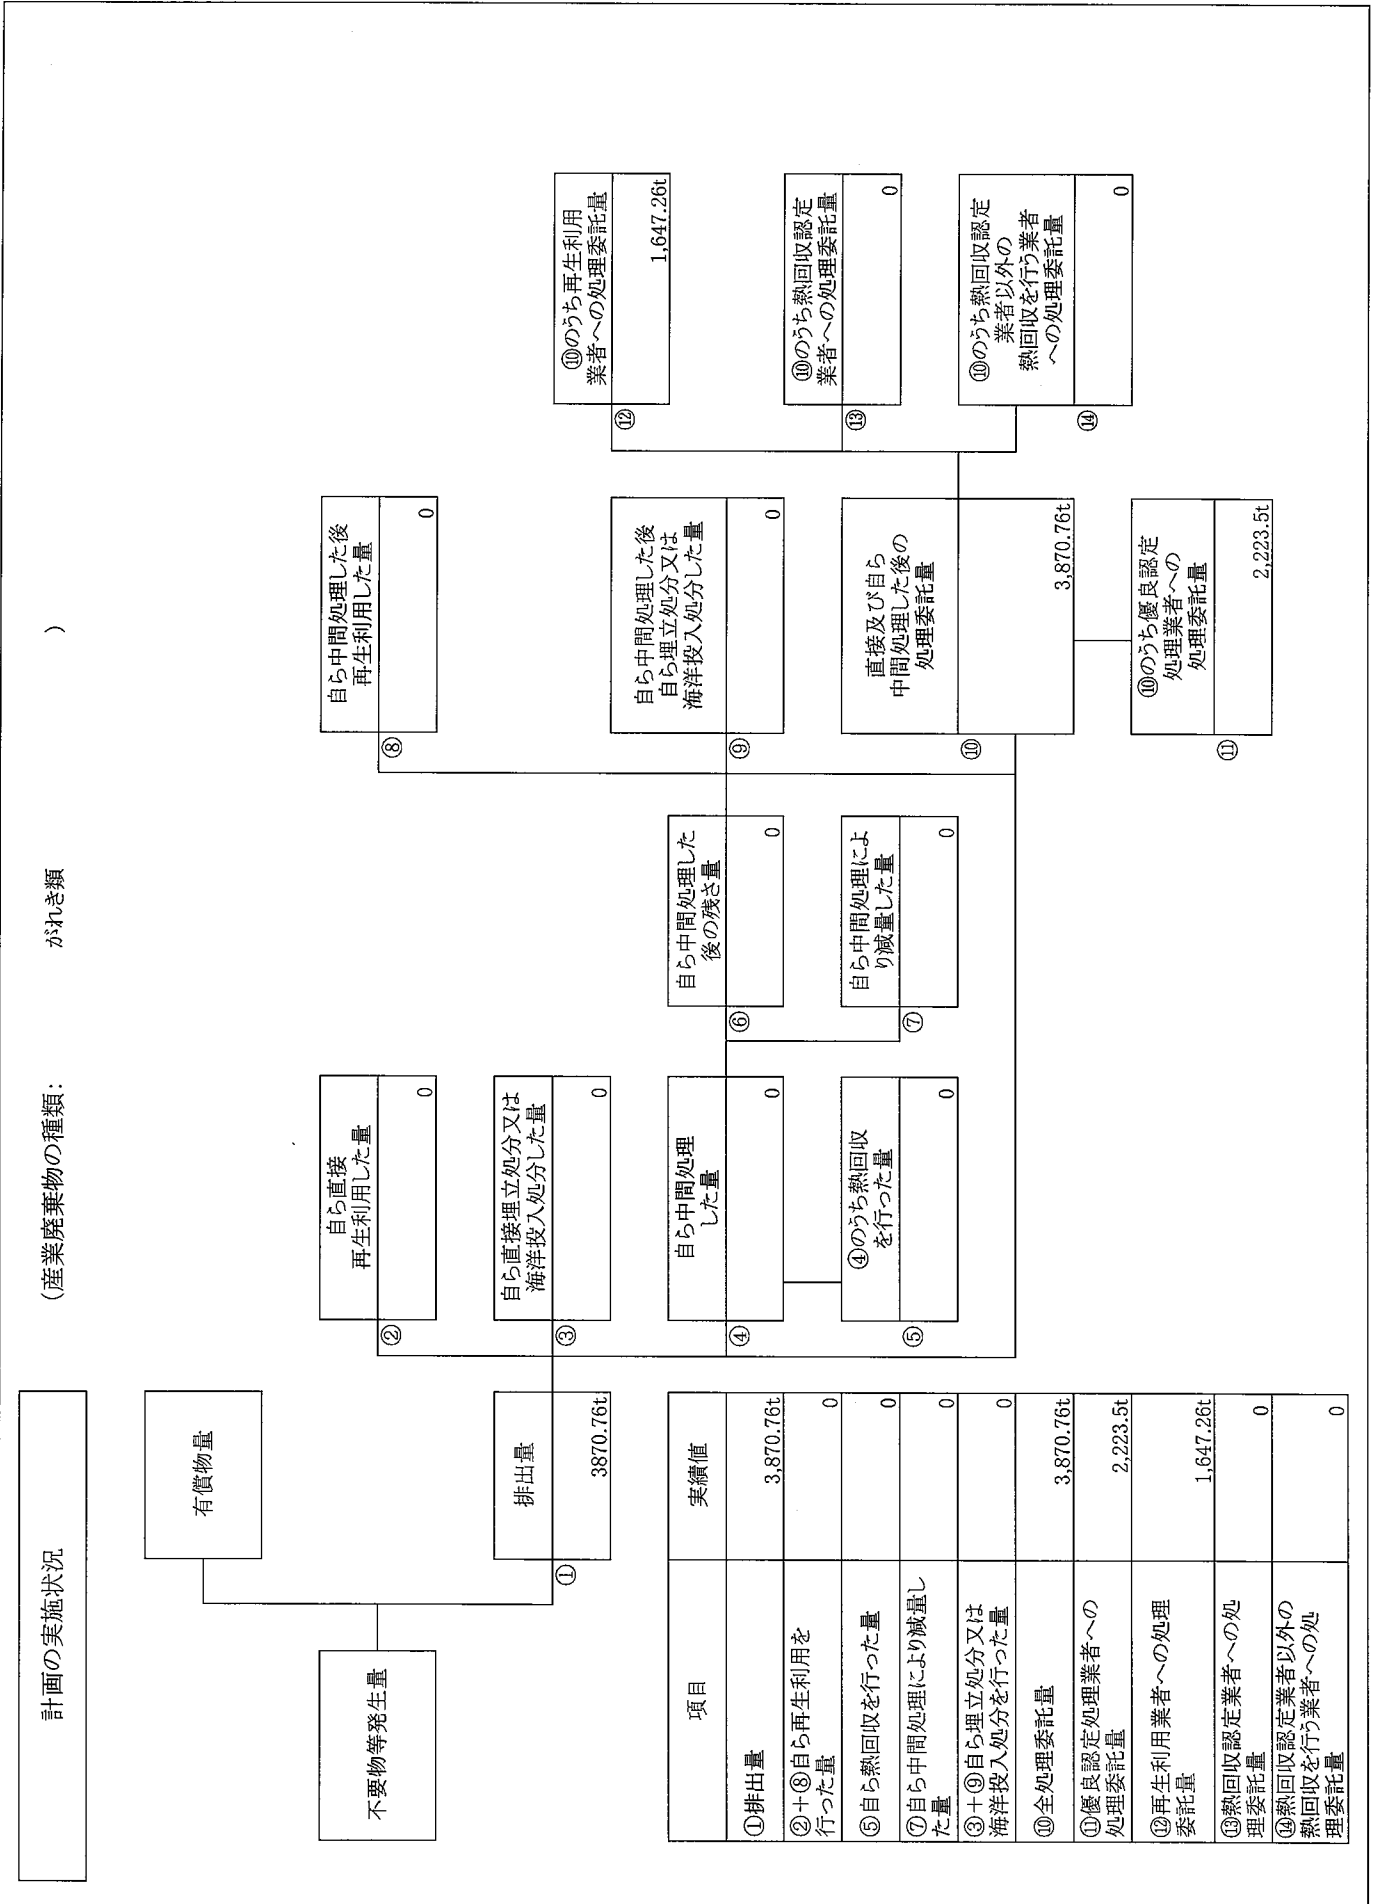 計画の実施状況
(産業廃棄物の種類:
がれき類
)
不要物等発生量
有償物量
①
排出量
3870.76t
②
自ら直接
再生利用した量
0
③
自ら直接埋立処分又は
海洋投入処分した量
0
④
自ら中間処理
した量
0
⑤
④のうち熱回収
を行った量
0
⑥
自ら中間処理した
後の残さ量
0
⑦
自ら中間処理によ
り減量した量
0
⑧
自ら中間処理した後
再生利用した量
0
⑨
自ら中間処理した後
自ら埋立処分又は
海洋投入処分した量
0
⑩
直接及び自ら
中間処理した後の
処理委託量
3,870.76t
⑪
⑩のうち優良認定
処理業者への
処理委託量
2,223.5t
⑫
⑩のうち再生利用
業者への処理委託量
1,647.26t
⑬
⑩のうち熱回収認定
業者への処理委託量
0
⑭
⑩のうち熱回収認定
業者以外の
熱回収を行う業者
への処理委託量
0
項目
実績値
①排出量
3,870.76t
②+⑧自ら再生利用を
行った量
0
⑤自ら熱回収を行った量
0
⑦自ら中間処理により減量し
た量
0
③+⑨自ら埋立処分又は
海洋投入処分を行った量
0
⑩全処理委託量
3,870.76t
⑪優良認定処理業者への
処理委託量
2,223.5t
⑫再生利用業者への処理
委託量
1,647.26t
⑬熱回収認定業者への処
理委託量
0
⑭熱回収認定業者以外の
熱回収を行う業者への処
理委託量
0